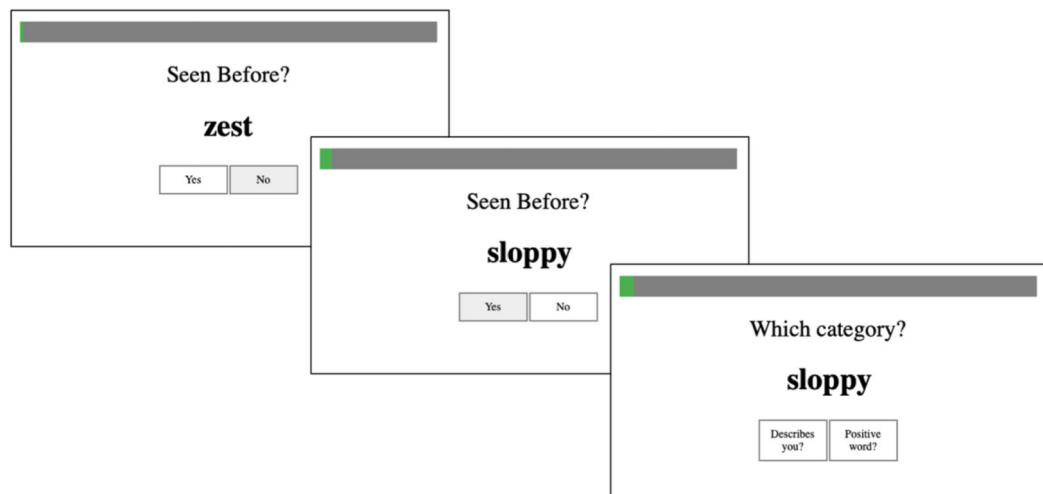 Seen Before?
zest
Yes No
Seen Before?
sloppy
Yes No
Which category?
sloppy
Describes you? Positive word?